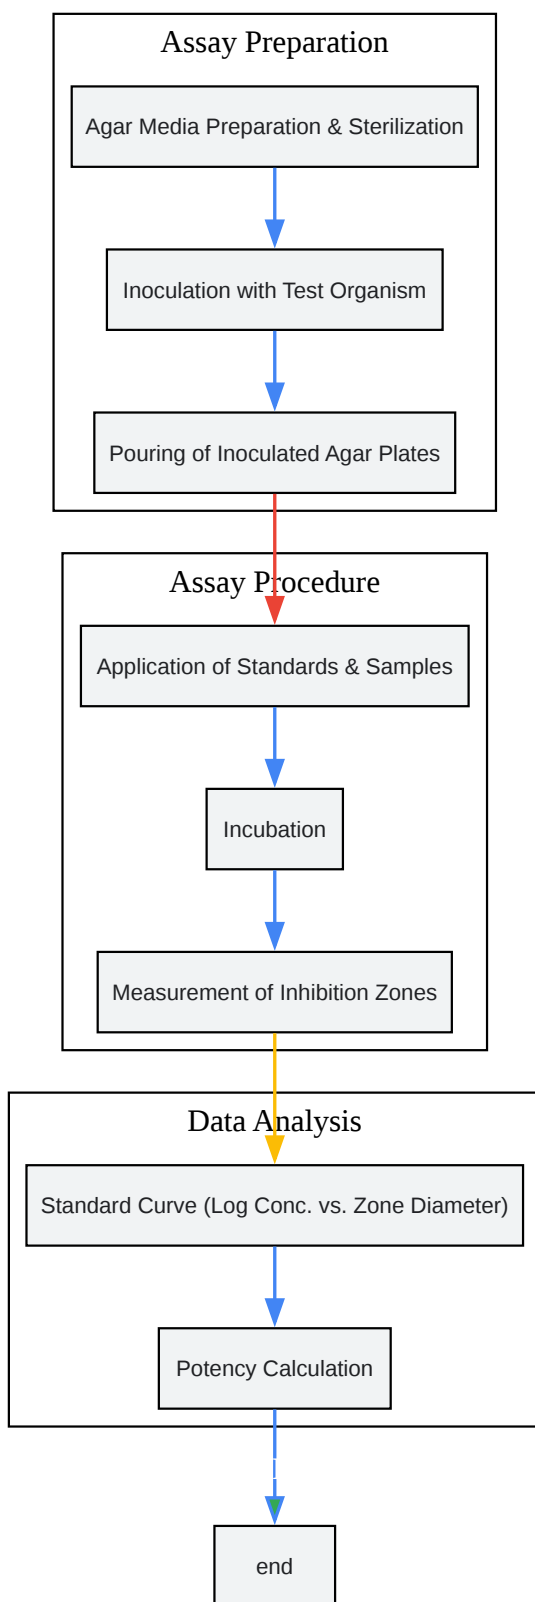 Assay Preparation
Agar Media Preparation & Sterilization
Inoculation with Test Organism
Pouring of Inoculated Agar Plates
Assay Procedure
Application of Standards & Samples
Incubation
Measurement of Inhibition Zones
Data Analysis
Standard Curve (Log Conc. vs. Zone Diameter)
Potency Calculation
end